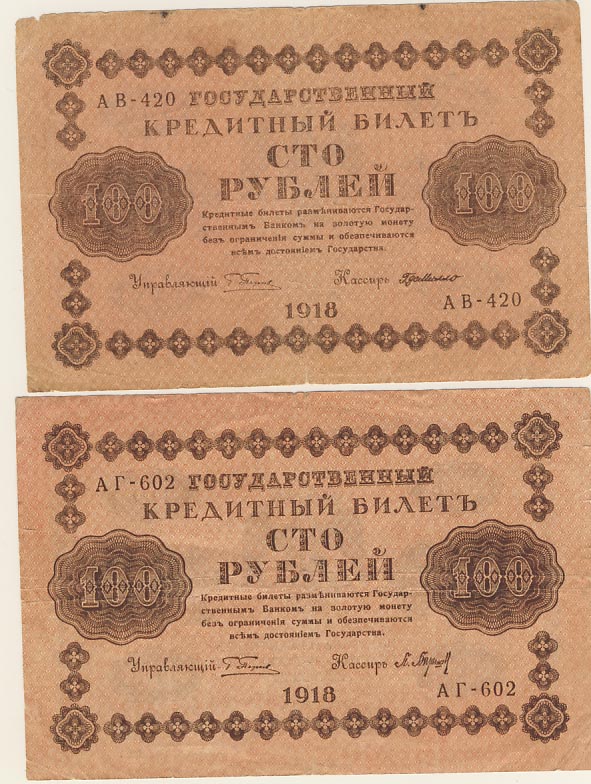 АВ-420 ГОСУДАРСТВЕННЫЙ
КРЕДИТНЫЙ БИЛЕТЪ
100 СТО 100
РУБЛЕЙ
Кредитные билеты размѣниваются Государ-
ственнымъ Банкомъ на золотую монету
безъ ограниченія суммы и обезпечиваются
всѣмъ достояніемъ Государства.
Управляющій Кассиръ
1918 АВ-420
АГ-602 ГОСУДАРСТВЕННЫЙ
КРЕДИТНЫЙ БИЛЕТЪ
100 СТО 100
РУБЛЕЙ
Кредитные билеты размѣниваются Государ-
ственнымъ Банкомъ на золотую монету
безъ ограниченія суммы и обезпечиваются
всѣмъ достояніемъ Государства.
Управляющій Кассиръ
1918 АГ-602